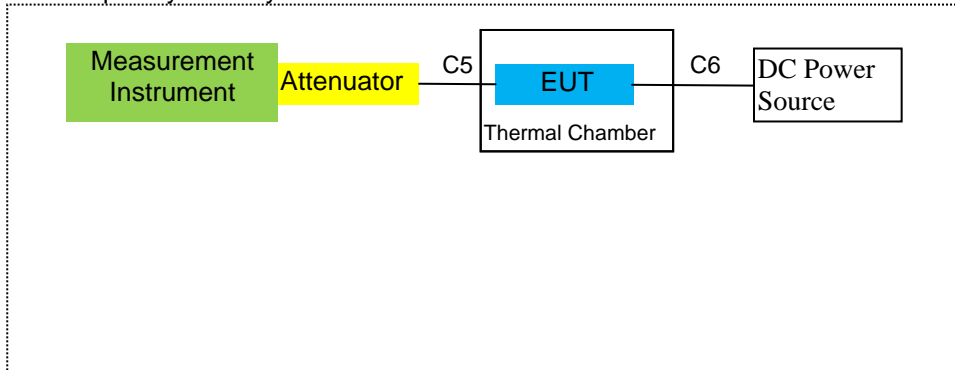 Measurement
Instrument
Attenuator
C5
EUT
Thermal Chamber
C6
DC Power
Source